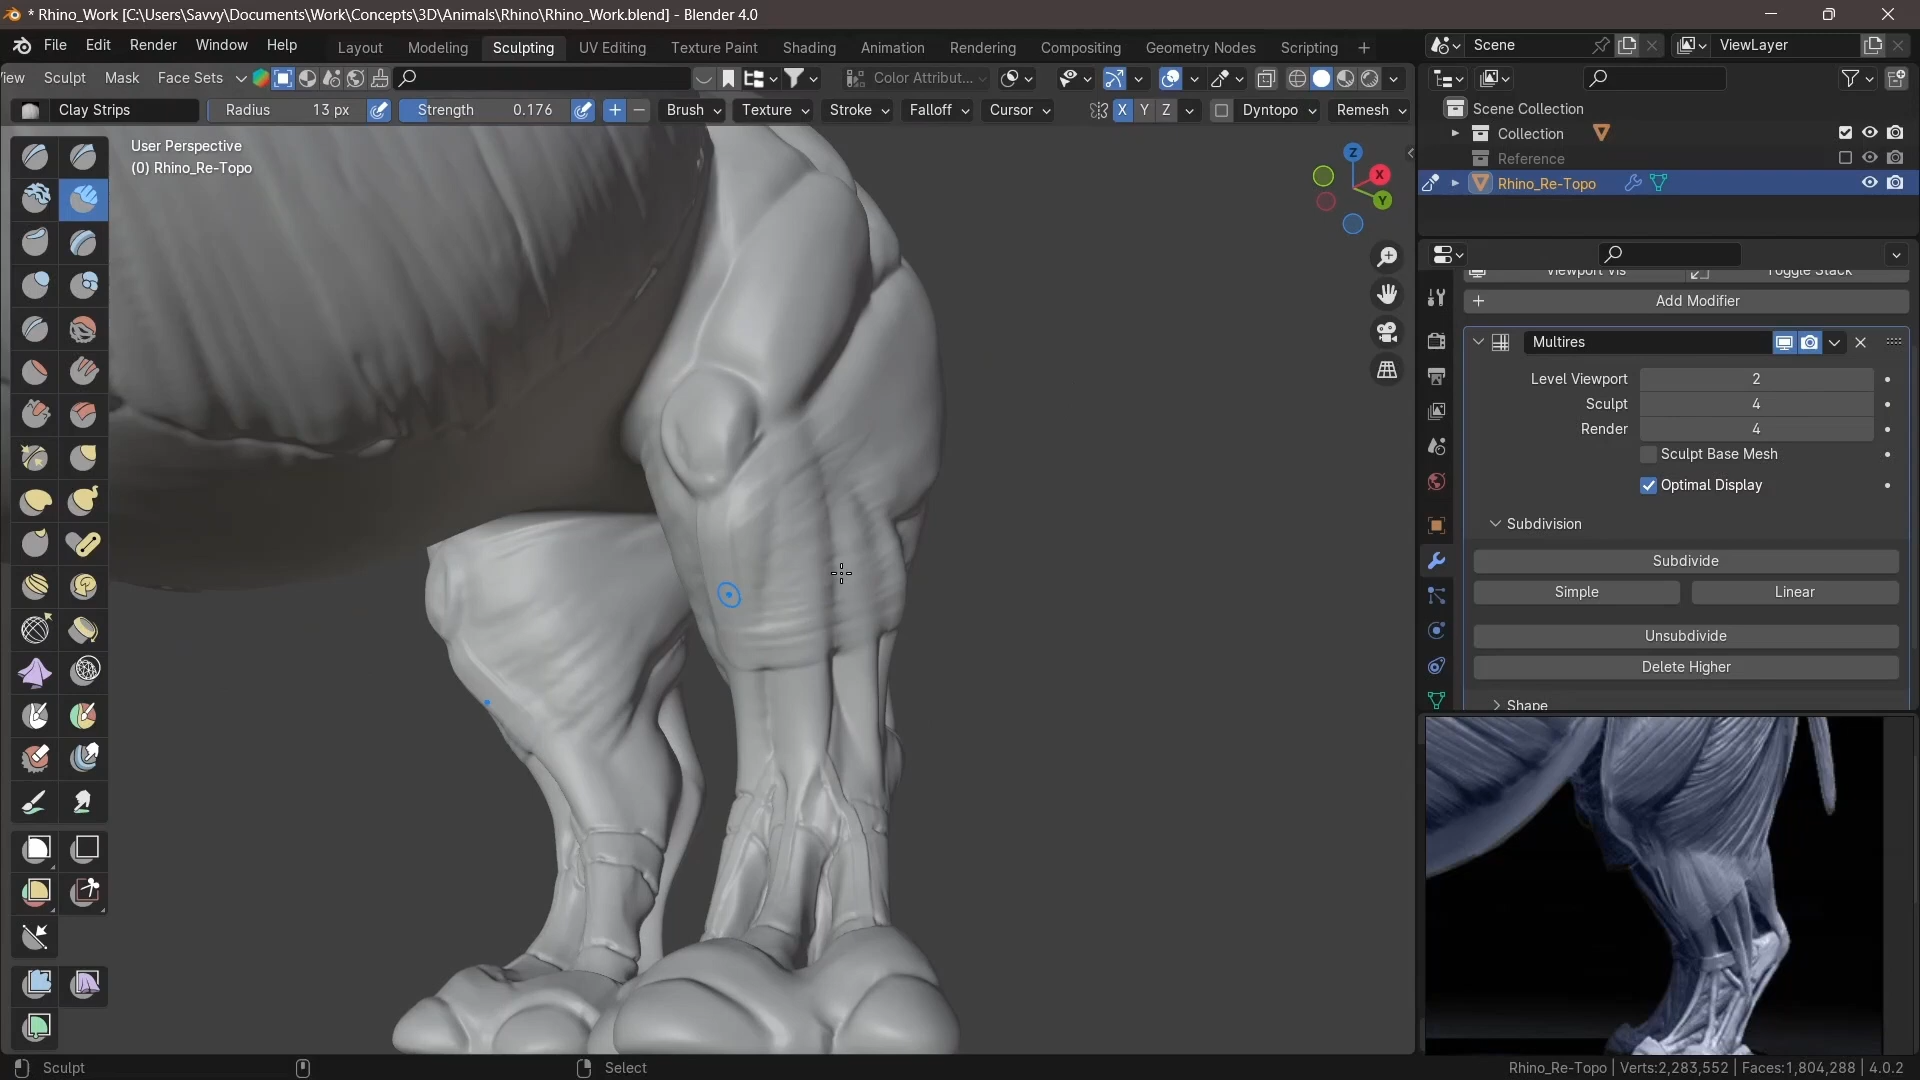 * Rhino_Work [C:\Users\Savvy\Documents\Work\Concepts\3D\Animals\Rhino\Rhino_Work.blend] - Blender 4.0
File Edit Render Window Help Layout Modeling Sculpting UV Editing Texture Paint Shading Animation Rendering Compositing Geometry Nodes Scripting + Scene ViewLayer
iew Sculpt Mask Face Sets Color Attribut...
Clay Strips Radius 13 px Strength 0.176 Brush Texture Stroke Falloff Cursor X Y Z Dyntopo Remesh
Scene Collection
Collection
Reference
Rhino_Re-Topo
User Perspective
(0) Rhino_Re-Topo
Z
X
Y
Viewport Vis Toggle Stack
Add Modifier
Multires
Level Viewport 2
Sculpt 4
Render 4
Sculpt Base Mesh
Optimal Display
Subdivision
Subdivide
Simple Linear
Unsubdivide
Delete Higher
Shape
Sculpt Select Rhino_Re-Topo | Verts:2,283,552 | Faces:1,804,288 | 4.0.2